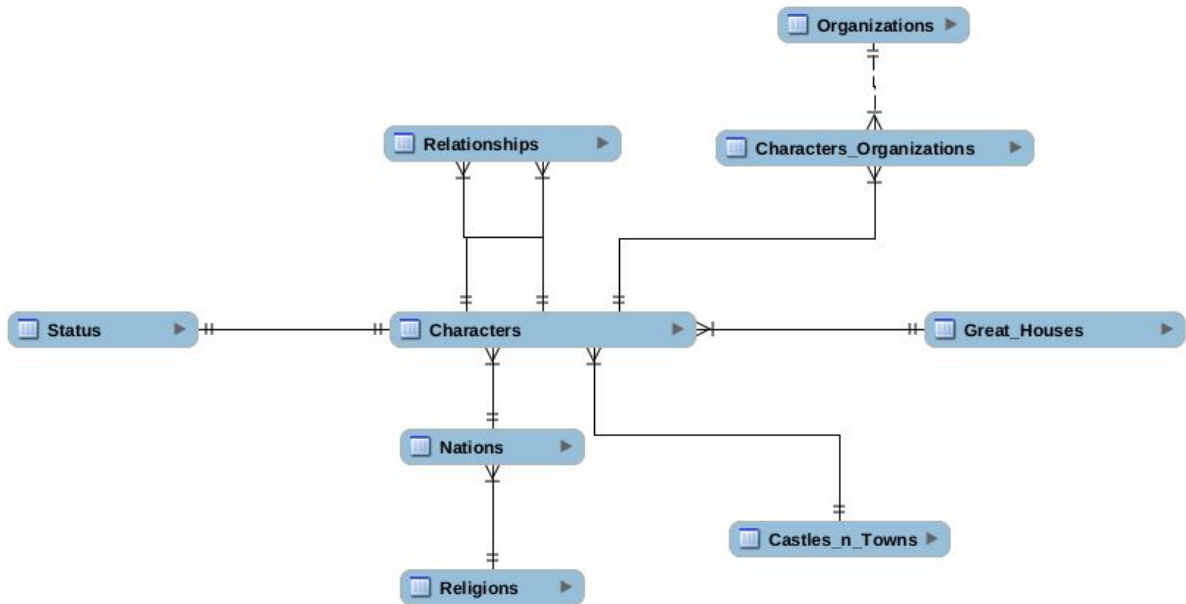 Organizations
Relationships
Characters_Organizations
Status
Characters
Great_Houses
Nations
Castles_n_Towns
Religions